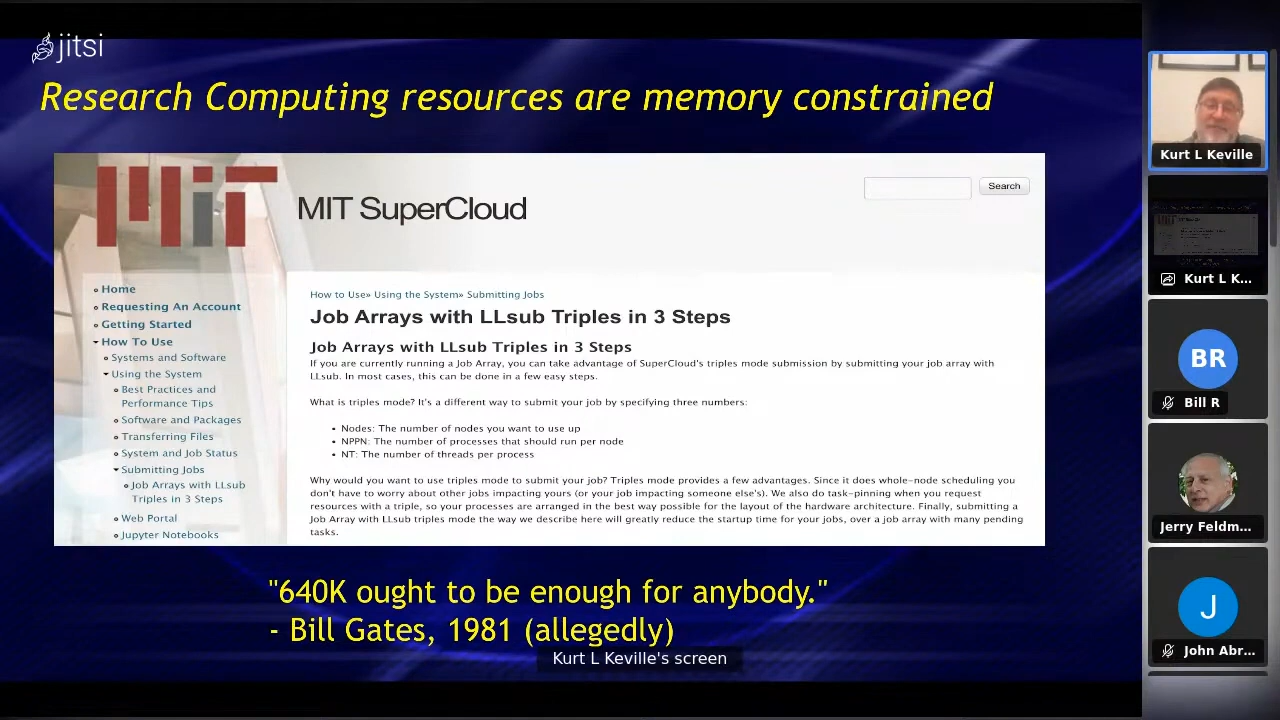 jitsi
Research Computing resources are memory constrained
MIT
MIT SuperCloud
Search
Home
Requesting An Account
Getting Started
How To Use
Systems and Software
Using the System
Best Practices and
Performance Tips
Software and Packages
Transferring Files
System and Job Status
Submitting Jobs
Job Arrays with LLsub
Triples in 3 Steps
Web Portal
Jupyter Notebooks
How to Use» Using the System» Submitting Jobs
Job Arrays with LLsub Triples in 3 Steps
Job Arrays with LLsub Triples in 3 Steps
If you are currently running a Job Array, you can take advantage of SuperCloud's triples mode submission by submitting your job array with
LLsub. In most cases, this can be done in a few easy steps.
What is triples mode? It's a different way to submit your job by specifying three numbers:
• Nodes: The number of nodes you want to use up
• NPPN: The number of processes that should run per node
• NT: The number of threads per process
Why would you want to use triples mode to submit your job? Triples mode provides a few advantages. Since it does whole-node scheduling you
don't have to worry about other jobs impacting yours (or your job impacting someone else's). We also do task-pinning when you request
resources with a triple, so your processes are arranged in the best way possible for the layout of the hardware architecture. Finally, submitting a
Job Array with LLsub triples mode the way we describe here will greatly reduce the startup time for your jobs, over a job array with many pending
tasks.
"640K ought to be enough for anybody."
- Bill Gates, 1981 (allegedly)
Kurt L Keville's screen
Kurt L Keville
Kurt L K...
BR
Bill R
Jerry Feldm...
J
John Abr...